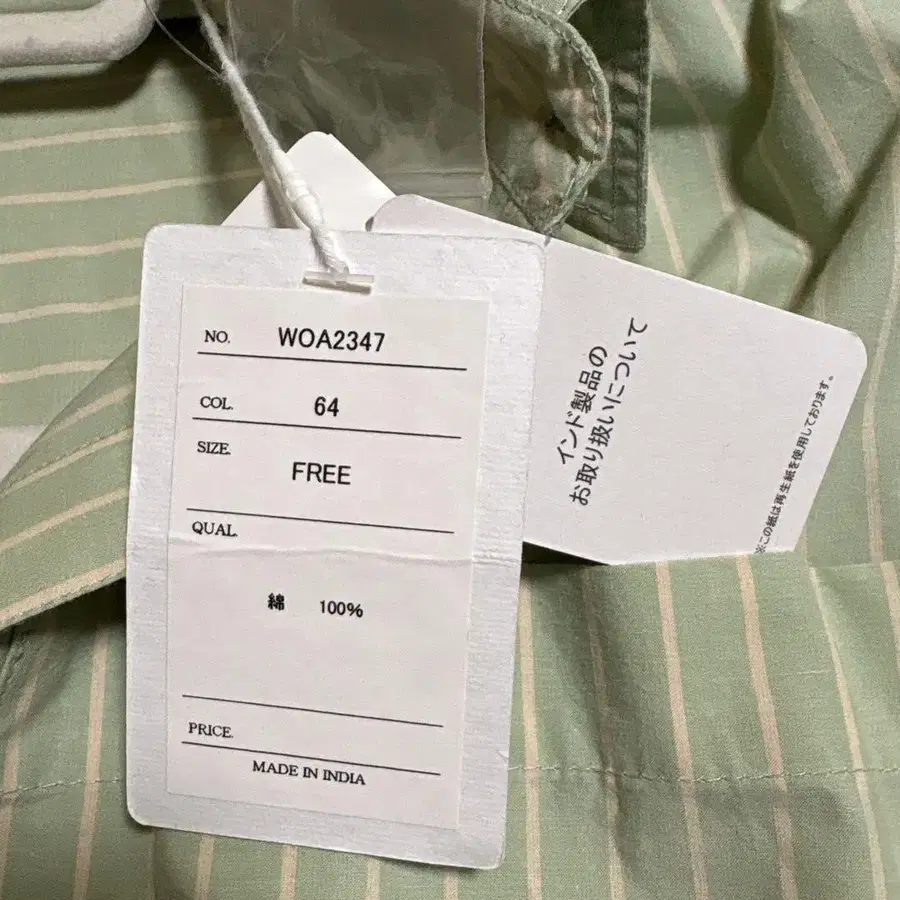 NO. WOA2347
COL. 64
SIZE.
FREE
QUAL.
綿 100%
PRICE.
MADE IN INDIA
インド製品の
お取り扱いについて
※この紙は再生紙を使用しております。